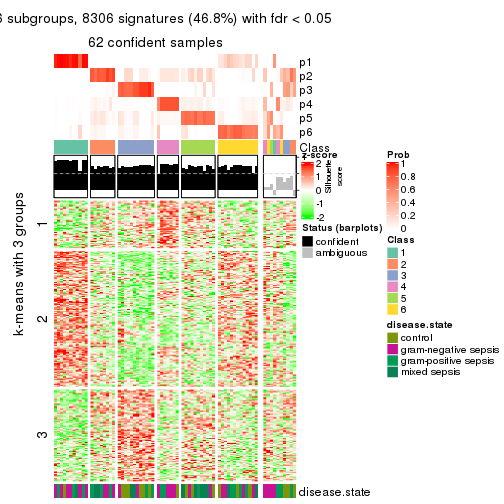 6 subgroups, 8306 signatures (46.8%) with fdr < 0.05
62 confident samples
p1
p2
p3
p4
p5
p6
Class
z-score
2
1
0
-1
-2
Silhouette
score
Prob
1
0.8
0.6
0.4
0.2
0
Status (barplots)
confident
ambiguous
Class
1
2
3
4
5
6
disease.state
control
gram-negative sepsis
gram-positive sepsis
mixed sepsis
k-means with 3 groups
1
2
3
disease.state